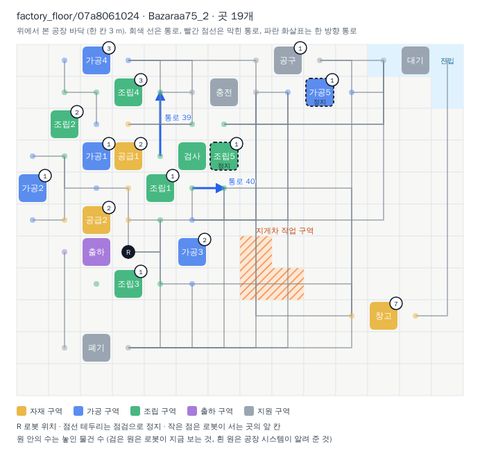 factory_floor/07a8061024 · Bazaraa75_2 · 곳 19개
위에서 본 공장 바닥 (한 칸 3 m). 회색 선은 통로, 빨간 점선은 막힌 통로, 파란 화살표는 한 방향 통로
가공4 3
공구 1
대기
전립
조립4 3
충전
가공5 1
정지
조립2 2
통로 39
가공1 1
공급1 2
검사
조립5 1
정지
가공2 1
조립1 1
통로 40
공급2 2
지게차 작업 구역
출하
R
가공3 2
조립3 1
창고 7
폐기
자재 구역
가공 구역
조립 구역
출하 구역
지원 구역
R 로봇 위치 · 점선 테두리는 점검으로 정지 · 작은 점은 로봇이 서는 곳의 앞 칸
원 안의 수는 놓인 물건 수 (검은 원은 로봇이 지금 보는 것, 흰 원은 공장 시스템이 알려 준 것)